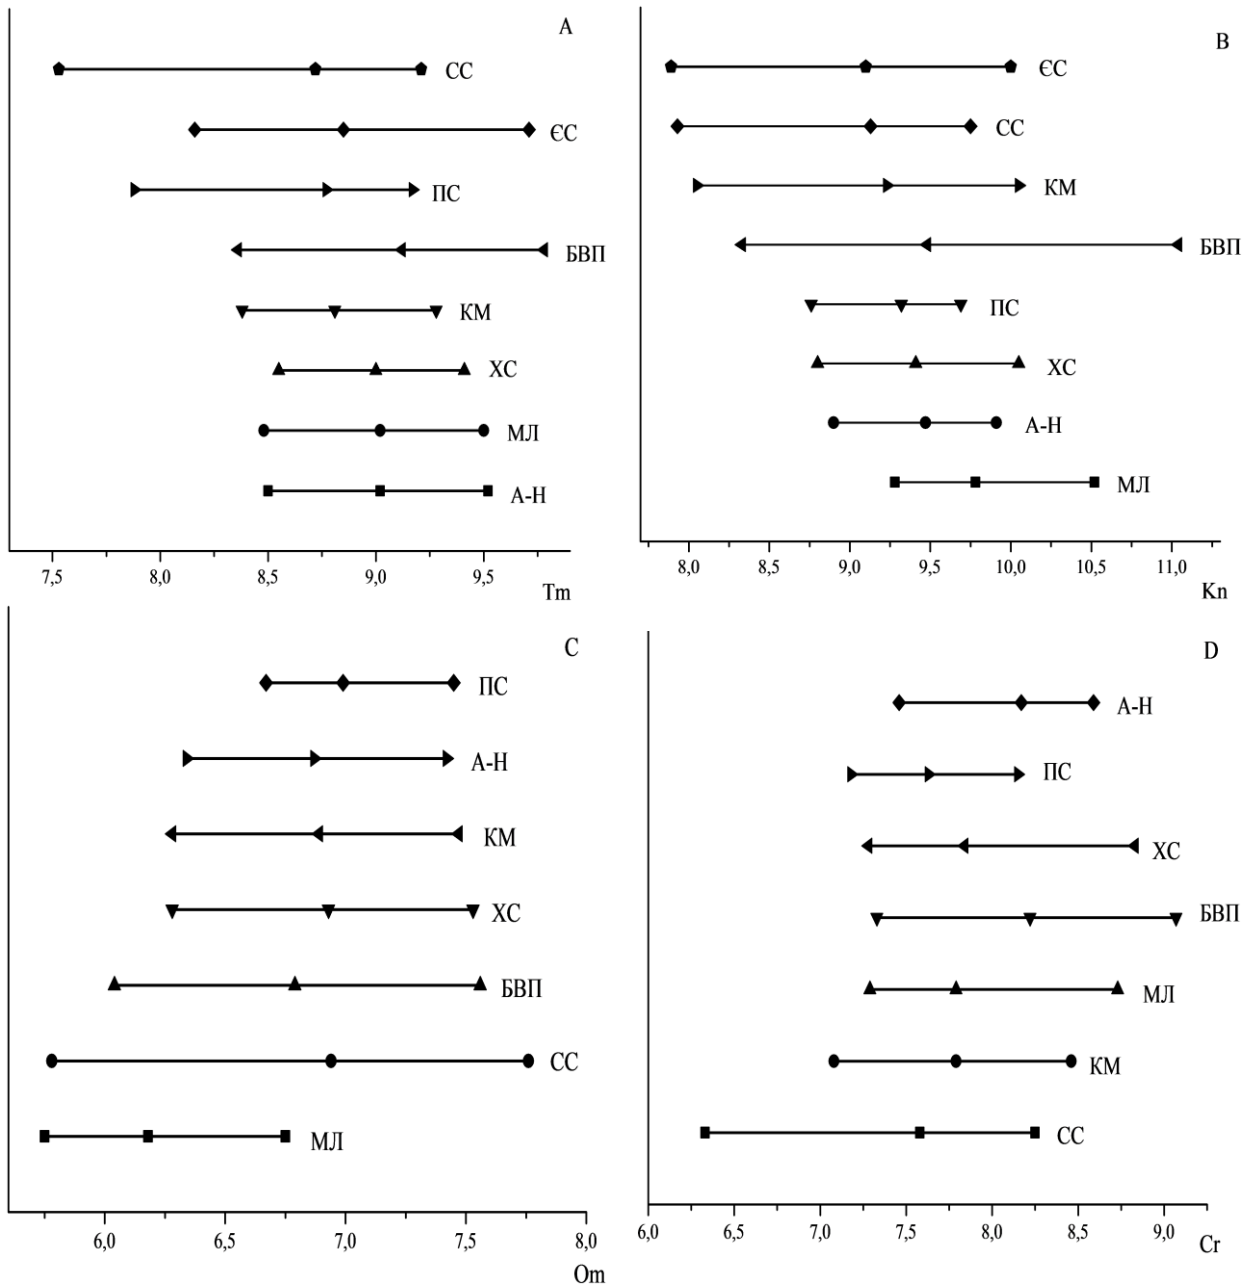 A
СС
ЄС
ПС
БВП
КМ
ХС
МЛ
А-Н
7,5 8,0 8,5 9,0 9,5
Tm
B
ЄС
СС
КМ
БВП
ПС
ХС
А-Н
МЛ
8,0 8,5 9,0 9,5 10,0 10,5 11,0
Kn
C
ПС
А-Н
КМ
ХС
БВП
СС
МЛ
6,0 6,5 7,0 7,5 8,0
Om
D
А-Н
ПС
ХС
БВП
МЛ
КМ
СС
6,0 6,5 7,0 7,5 8,0 8,5 9,0
Cr